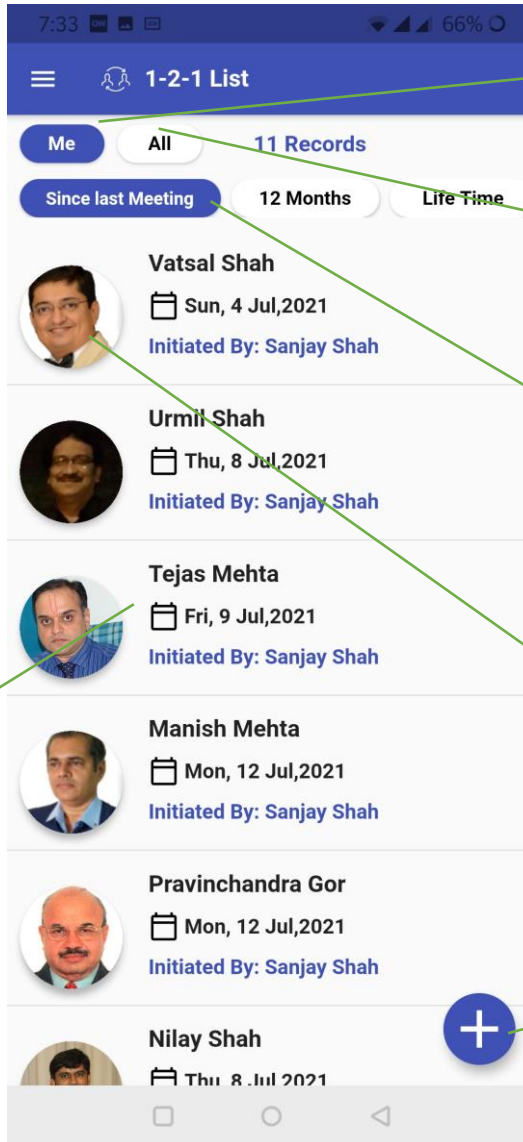 7:33
66%
1-2-1 List
Me
All
11 Records
Since last Meeting
12 Months
Life Time
Vatsal Shah
Sun, 4 Jul,2021
Initiated By: Sanjay Shah
Urmil Shah
Thu, 8 Jul,2021
Initiated By: Sanjay Shah
Tejas Mehta
Fri, 9 Jul,2021
Initiated By: Sanjay Shah
Manish Mehta
Mon, 12 Jul,2021
Initiated By: Sanjay Shah
Pravinchandra Gor
Mon, 12 Jul,2021
Initiated By: Sanjay Shah
Nilay Shah
Thu, 8 Jul,2021